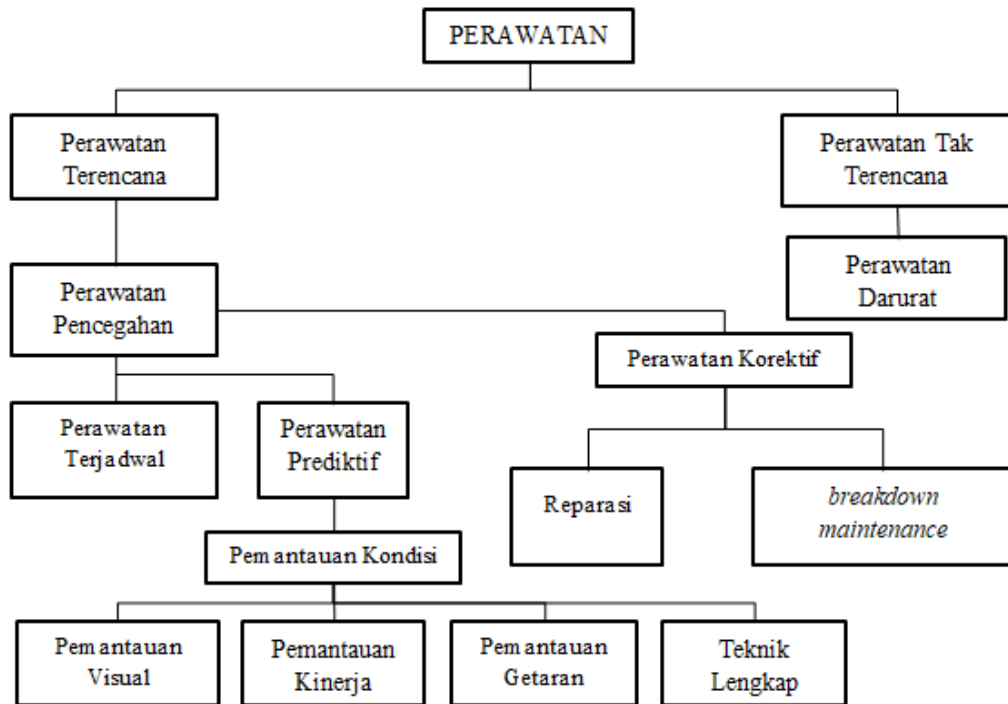 PERAWATAN
Perawatan
Terencana
Perawatan Tak
Terencana
Perawatan
Pencegahan
Perawatan
Darurat
Perawatan Korektif
Perawatan
Terjadwal
Perawatan
Prediktif
Reparasi
breakdown
maintenance
Pemantauan Kondisi
Pemantauan
Visual
Pemantauan
Kinerja
Pemantauan
Getaran
Teknik
Lengkap